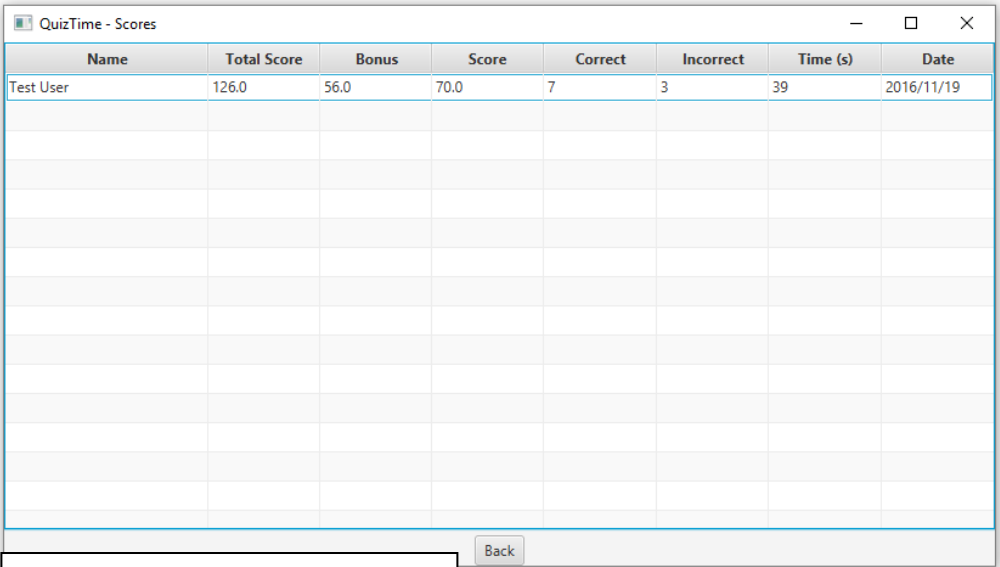 QuizTime - Scores
Name Total Score Bonus Score Correct Incorrect Time (s) Date
Test User 126.0 56.0 70.0 7 3 39 2016/11/19
Back